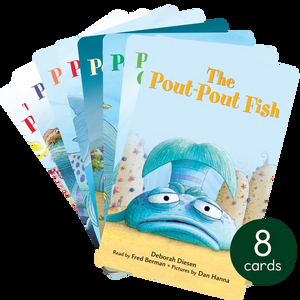 The
Pout-Pout Fish
Deborah Diesen
Read by Fred Berman • Pictures by Dan Hanna
8
cards